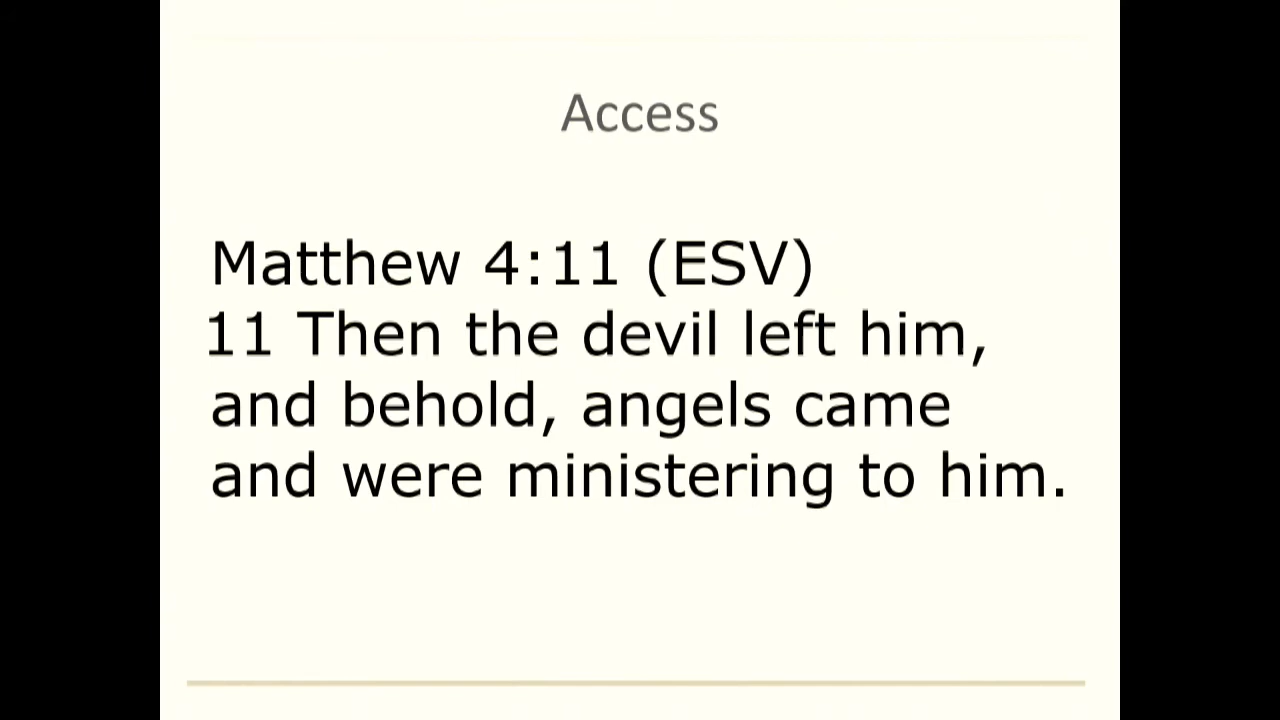 Access
Matthew 4:11 (ESV)
11 Then the devil left him,
and behold, angels came
and were ministering to him.